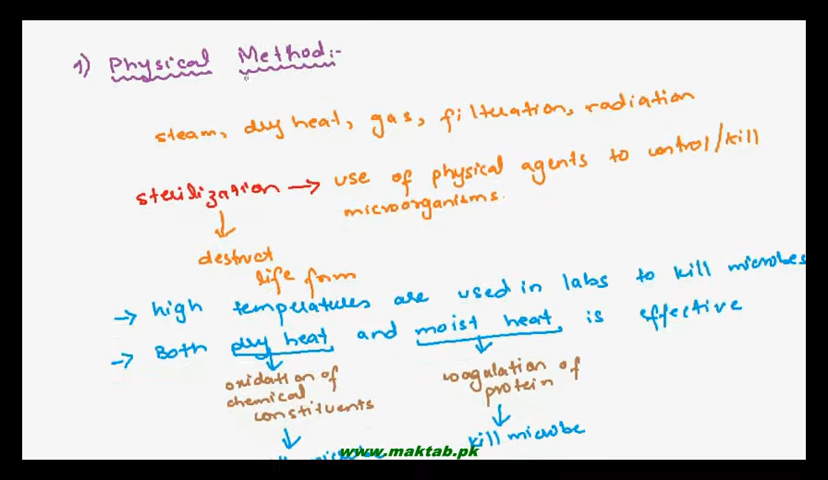 1) Physical Method:-
steam, dry heat, gas, filteration, radiation
sterilization → use of physical agents to control/kill
microorganisms.
destruct
life form
→ high temperatures are used in labs to kill microbes
→ Both dry heat and moist heat is effective
oxidation of
chemical
constituents
coagulation of
protein
kill microbe
www.maktab.pk